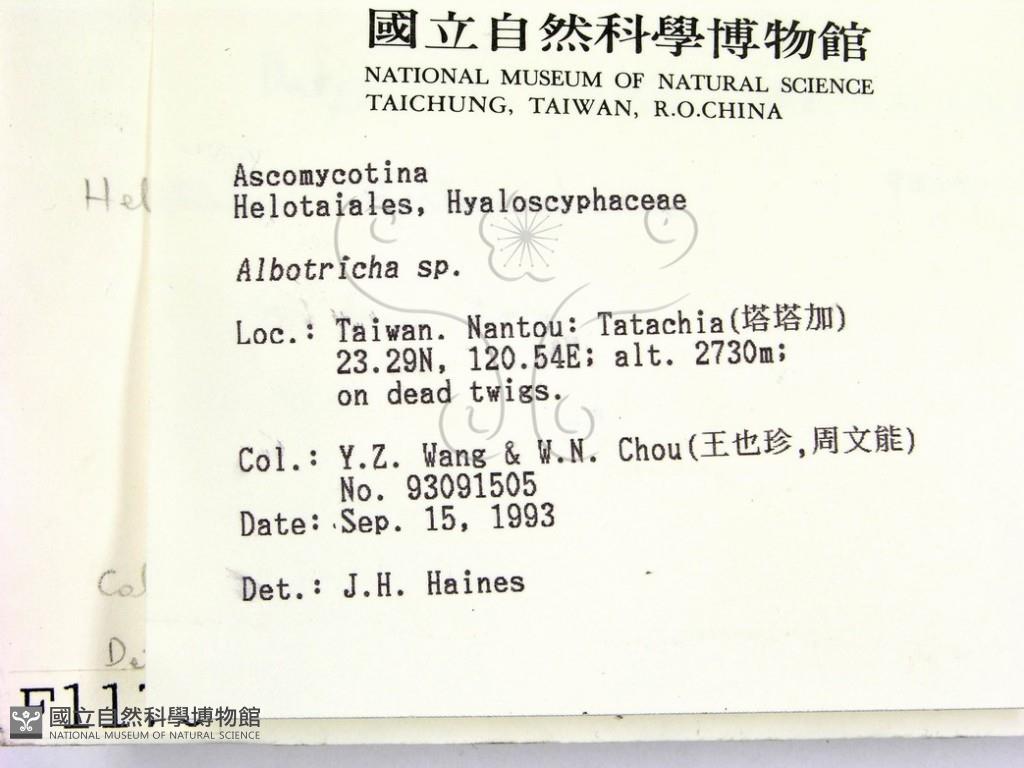 國立自然科學博物館
NATIONAL MUSEUM OF NATURAL SCIENCE
TAICHUNG, TAIWAN, R.O.CHINA
Ascomycotina
Helotaiales, Hyaloscyphaceae
Albotricha sp.
Loc.: Taiwan. Nantou: Tatachia(塔塔加)
23.29N, 120.54E; alt. 2730m;
on dead twigs.
Col.: Y.Z. Wang & W.N. Chou(王也珍,周文能)
No. 93091505
Date: Sep. 15, 1993
Det.: J.H. Haines
Hel
Col
De
國立自然科學博物館
NATIONAL MUSEUM OF NATURAL SCIENCE